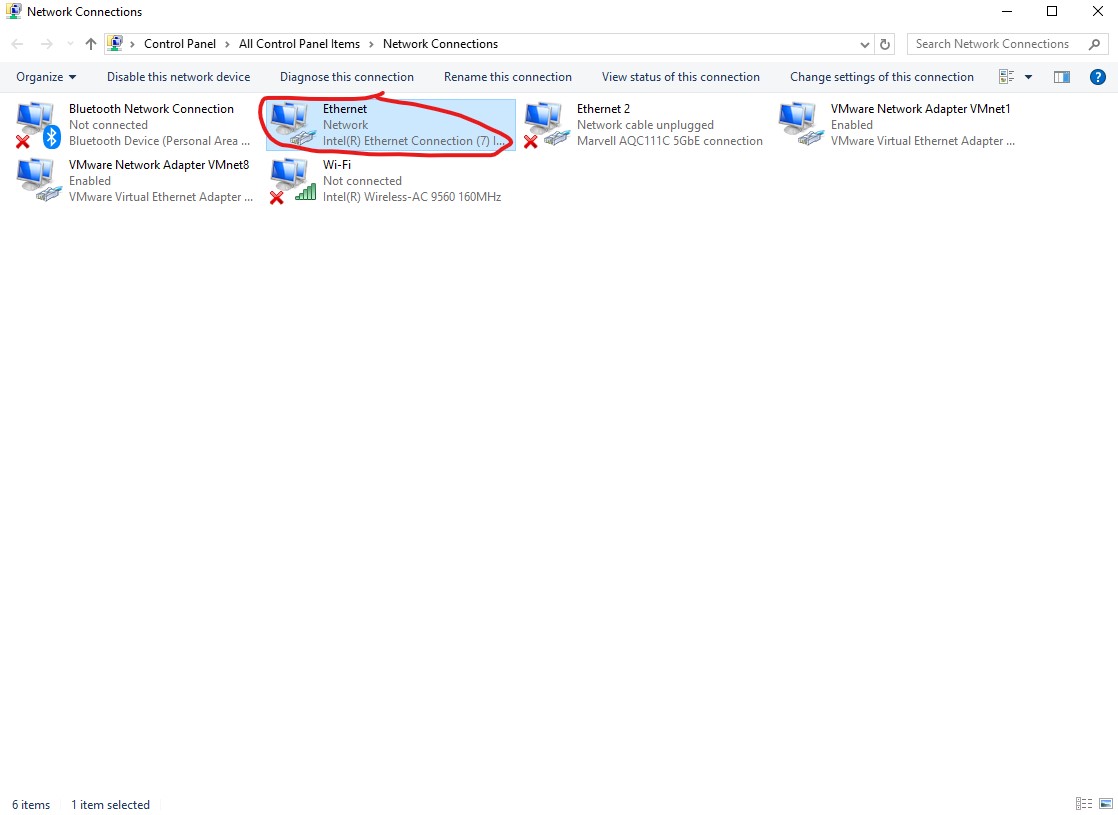 Network Connections
Control Panel > All Control Panel Items > Network Connections
Search Network Connections
Organize
Disable this network device
Diagnose this connection
Rename this connection
View status of this connection
Change settings of this connection
Bluetooth Network Connection
Not connected
Bluetooth Device (Personal Area ...
Ethernet
Network
Intel(R) Ethernet Connection (7) I...
Ethernet 2
Network cable unplugged
Marvell AQC111C 5GbE connection
VMware Network Adapter VMnet1
Enabled
VMware Virtual Ethernet Adapter ...
VMware Network Adapter VMnet8
Enabled
VMware Virtual Ethernet Adapter ...
Wi-Fi
Not connected
Intel(R) Wireless-AC 9560 160MHz
6 items
1 item selected